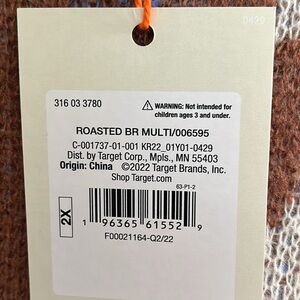 0429
316 03 3780
WARNING: Not intended for
children ages 3 and under.
ROASTED BR MULTI/006595
C-001737-01-001 KR22_01Y01-0429
Dist. by Target Corp., Mpls., MN 55403
Origin: China ©2022 Target Brands, Inc.
Shop Target.com
63-P1-2
2X
1 96365 61552 9
F00021164-Q2/22